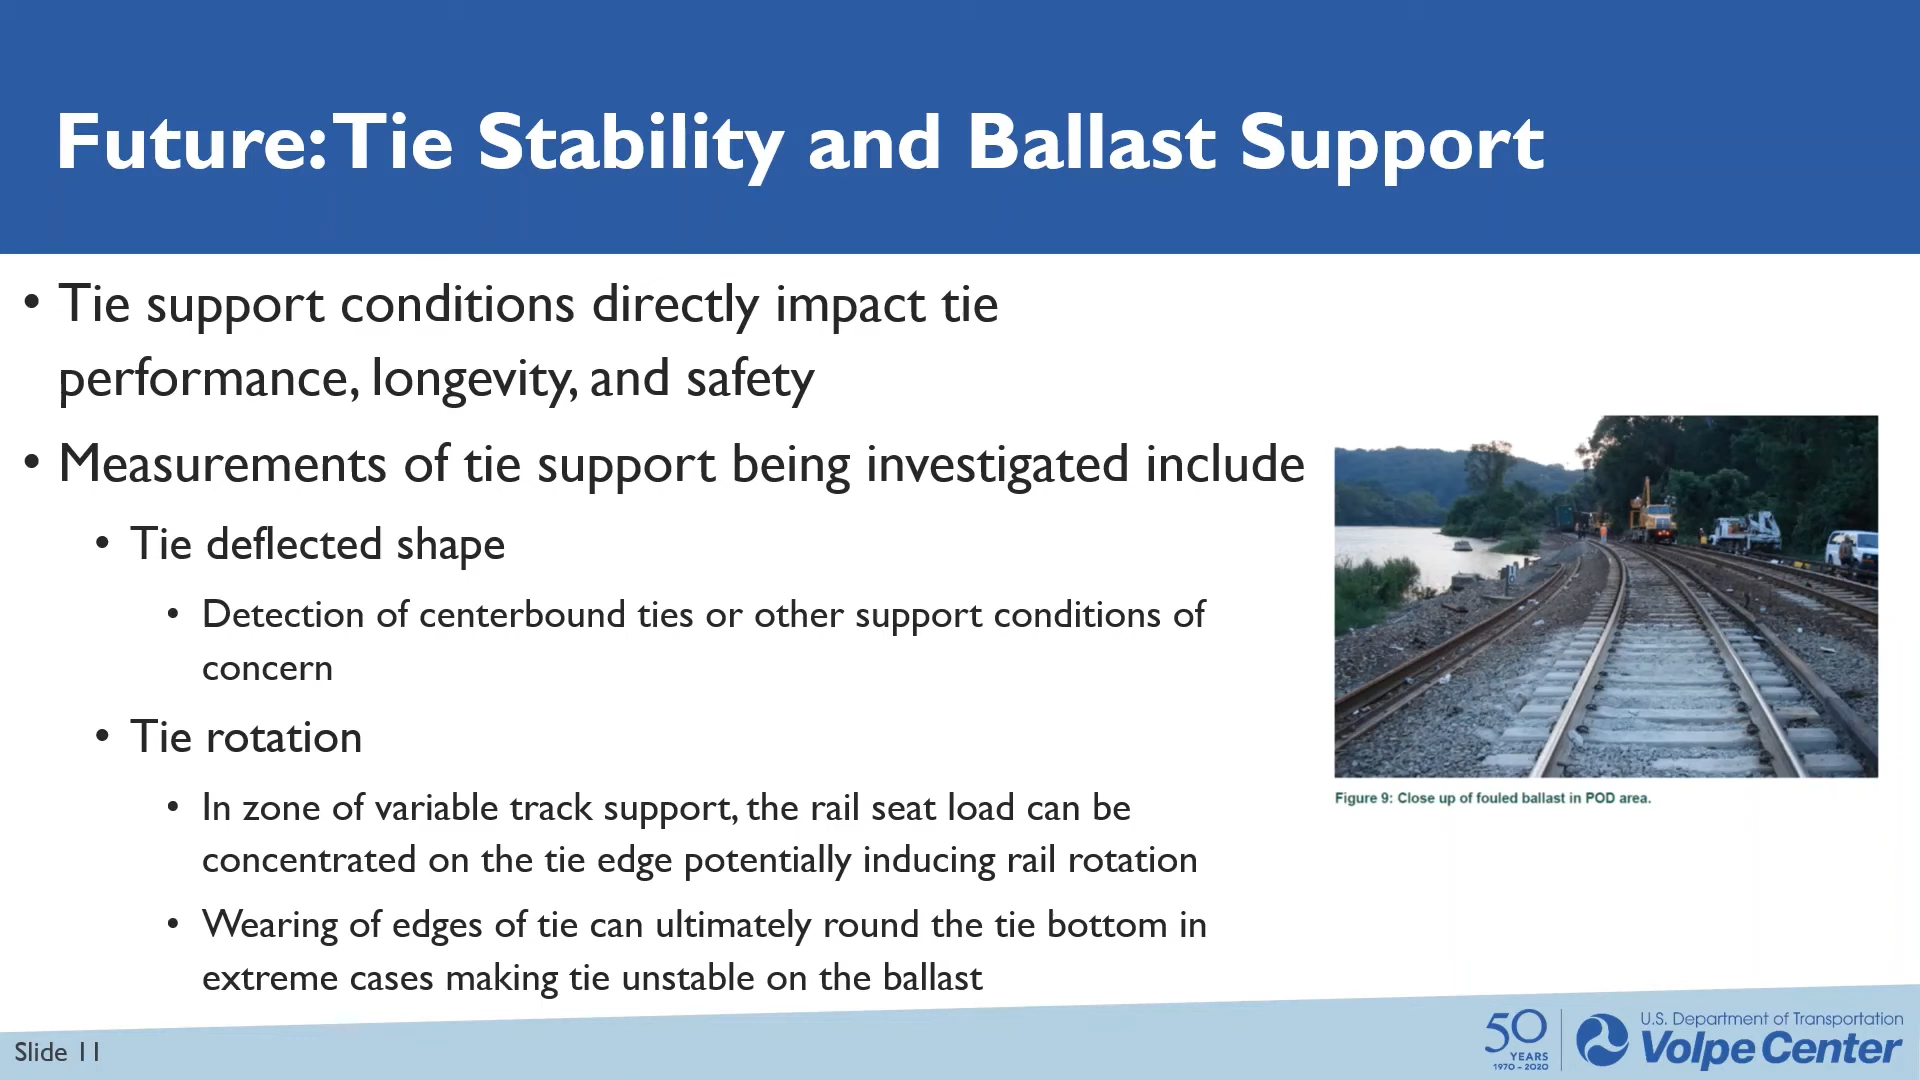 Future: Tie Stability and Ballast Support
• Tie support conditions directly impact tie
performance, longevity, and safety
• Measurements of tie support being investigated include
• Tie deflected shape
• Detection of centerbound ties or other support conditions of
concern
• Tie rotation
• In zone of variable track support, the rail seat load can be
concentrated on the tie edge potentially inducing rail rotation
• Wearing of edges of tie can ultimately round the tie bottom in
extreme cases making tie unstable on the ballast
Figure 9: Close up of fouled ballast in POD area.
Slide 11
50
YEARS
1970 – 2020
U.S. Department of Transportation
Volpe Center